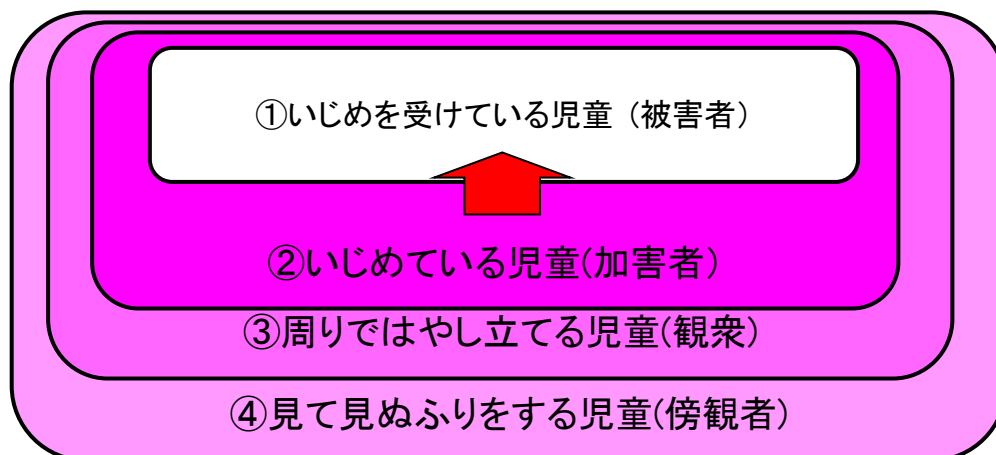 ①いじめを受けている児童（被害者）
②いじめている児童(加害者)
③周りではやし立てる児童(観衆)
④見て見ぬふりをする児童(傍観者)